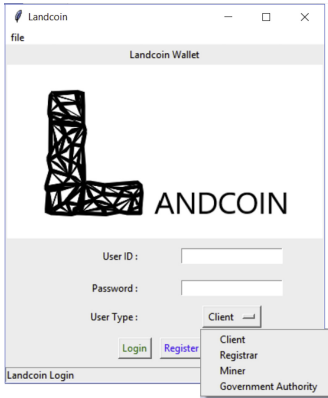 Landcoin
file
Landcoin Wallet
LANDCOIN
User ID :
Password :
User Type : Client
Client
Login Register Registrar
Miner
Landcoin Login Government Authority